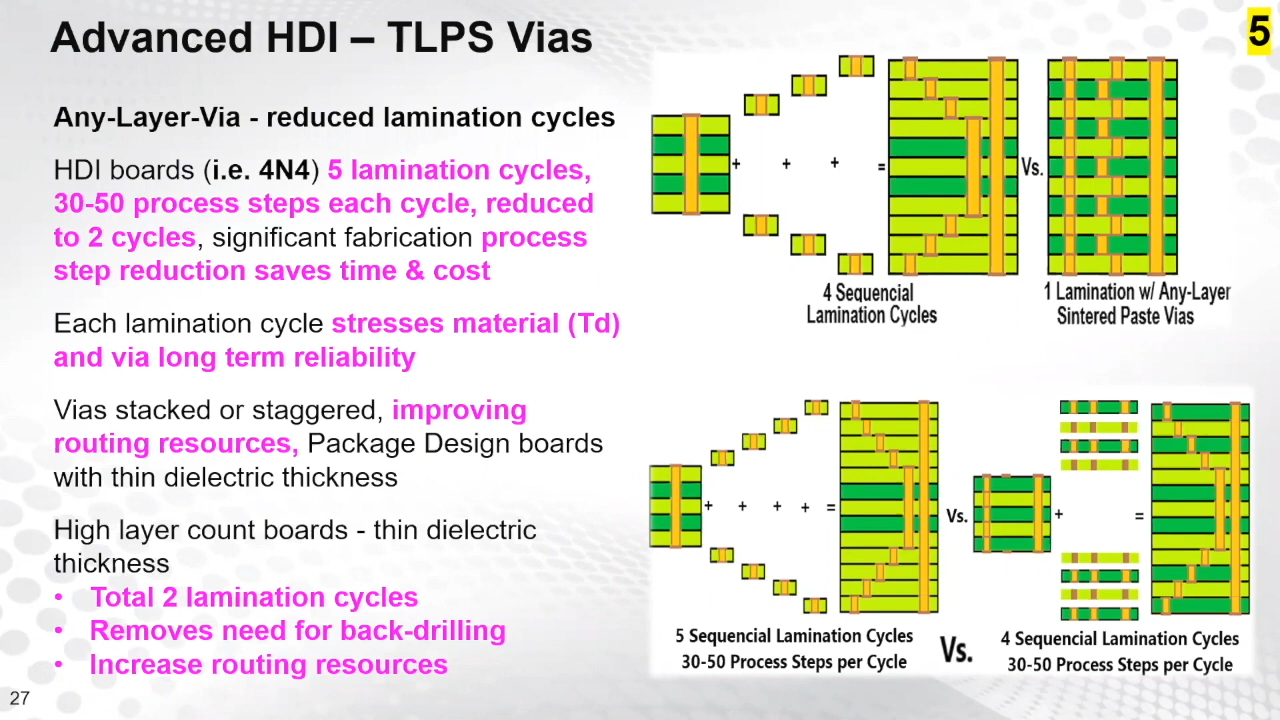 Advanced HDI – TLPS Vias
5
Any-Layer-Via - reduced lamination cycles
HDI boards (i.e. 4N4) 5 lamination cycles,
30-50 process steps each cycle, reduced
to 2 cycles, significant fabrication process
step reduction saves time & cost
Each lamination cycle stresses material (Td)
and via long term reliability
Vias stacked or staggered, improving
routing resources, Package Design boards
with thin dielectric thickness
High layer count boards - thin dielectric
thickness
• Total 2 lamination cycles
• Removes need for back-drilling
• Increase routing resources
+ + + = Vs.
4 Sequencial
Lamination Cycles
1 Lamination w/ Any-Layer
Sintered Paste Vias
+ + + + = Vs. + =
5 Sequencial Lamination Cycles
30-50 Process Steps per Cycle
Vs.
4 Sequential Lamination Cycles
30-50 Process Steps per Cycle
27